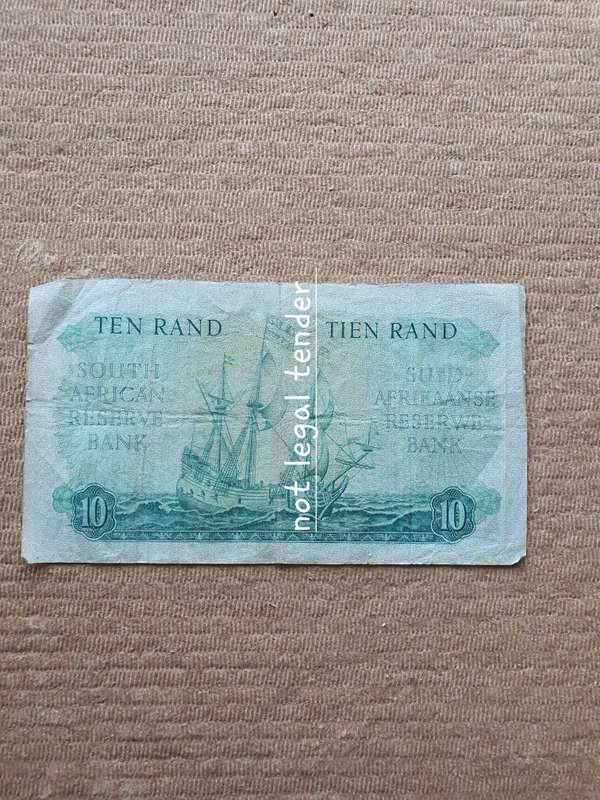 TEN RAND
TIEN RAND
SOUTH
AFRICAN
RESERVE
BANK
SUID-
AFRIKAANSE
RESERWE-
BANK
10
10
not legal tender